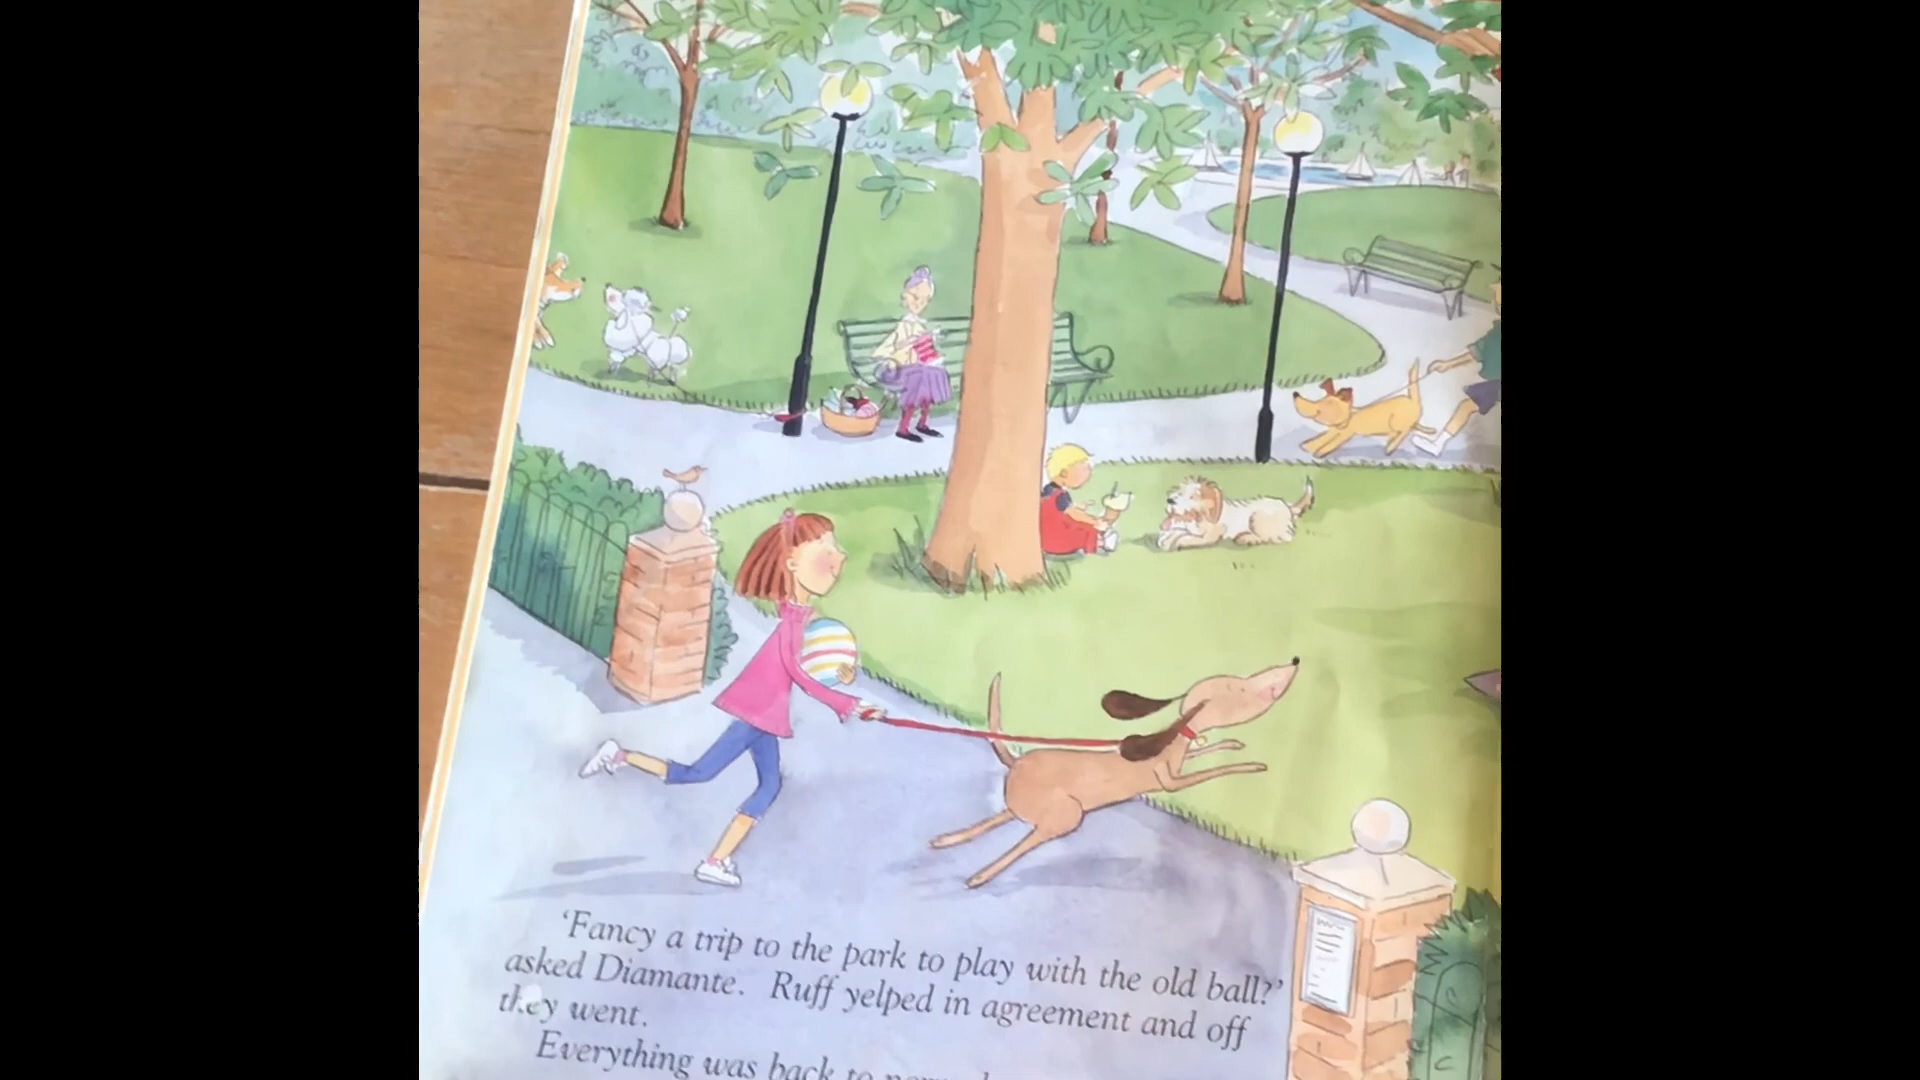 ‘Fancy a trip to the park to play with the old ball?’
asked Diamante. Ruff yelped in agreement and off
they went.
Everything was back to